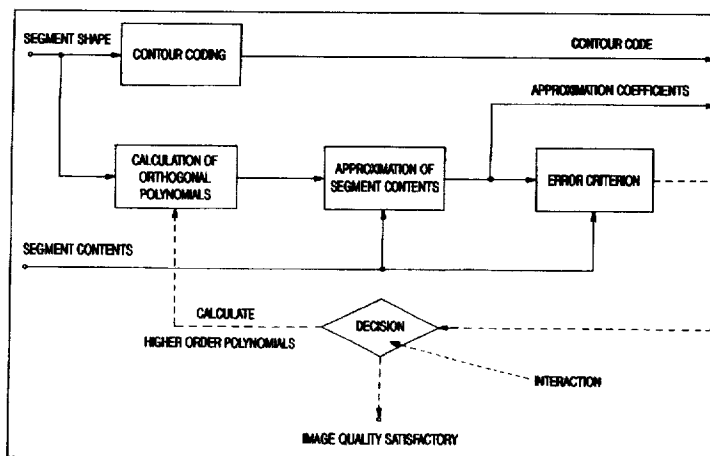 SEGMENT SHAPE
CONTOUR CODING
CONTOUR CODE
APPROXIMATION COEFFICIENTS
CALCULATION OF
ORTHOGONAL
POLYNOMIALS
APPROXIMATION OF
SEGMENT CONTENTS
ERROR CRITERION
SEGMENT CONTENTS
CALCULATE
HIGHER ORDER POLYNOMIALS
DECISION
INTERACTION
IMAGE QUALITY SATISFACTORY